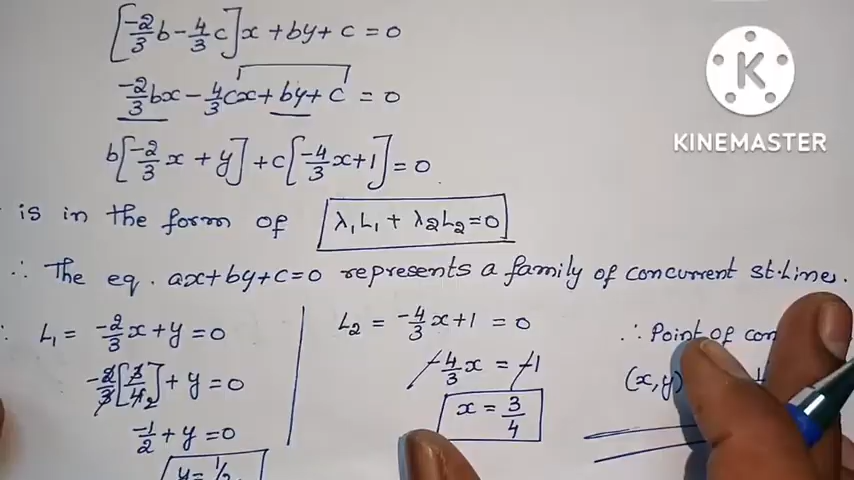 [-2/3 b - 4/3 c]x + by + c = 0
-2/3 bx - 4/3 cx + by + c = 0
b[-2/3 x + y] + c[-4/3 x + 1] = 0
is in the form of λ₁L₁ + λ₂L₂ = 0
∴ The eq. ax+by+c=0 represents a family of concurrent st.Lines.
L₁ = -2/3 x + y = 0
-2/3 [3/4 2] + y = 0
-1/2 + y = 0
y = 1/2
L₂ = -4/3 x + 1 = 0
-4/3 x = -1
x = 3/4
∴ Point of
(x,y)
K
KINEMASTER